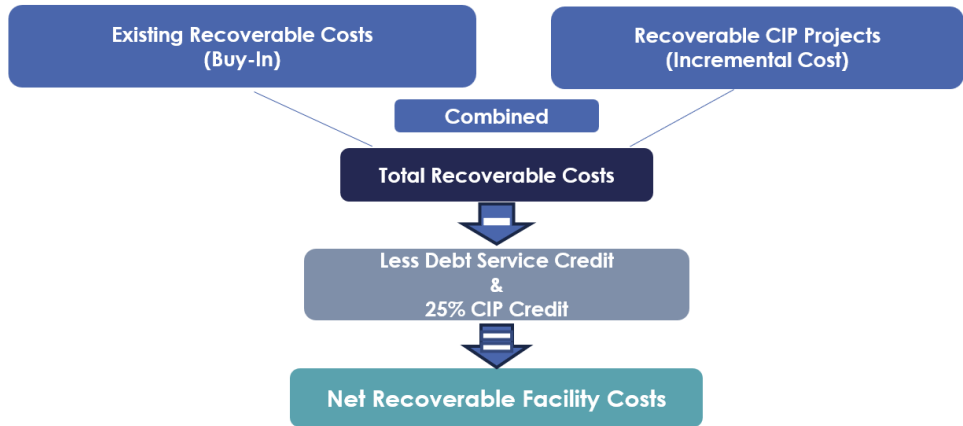 Existing Recoverable Costs
(Buy-In)
Recoverable CIP Projects
(Incremental Cost)
Combined
Total Recoverable Costs
Less Debt Service Credit
&
25% CIP Credit
Net Recoverable Facility Costs